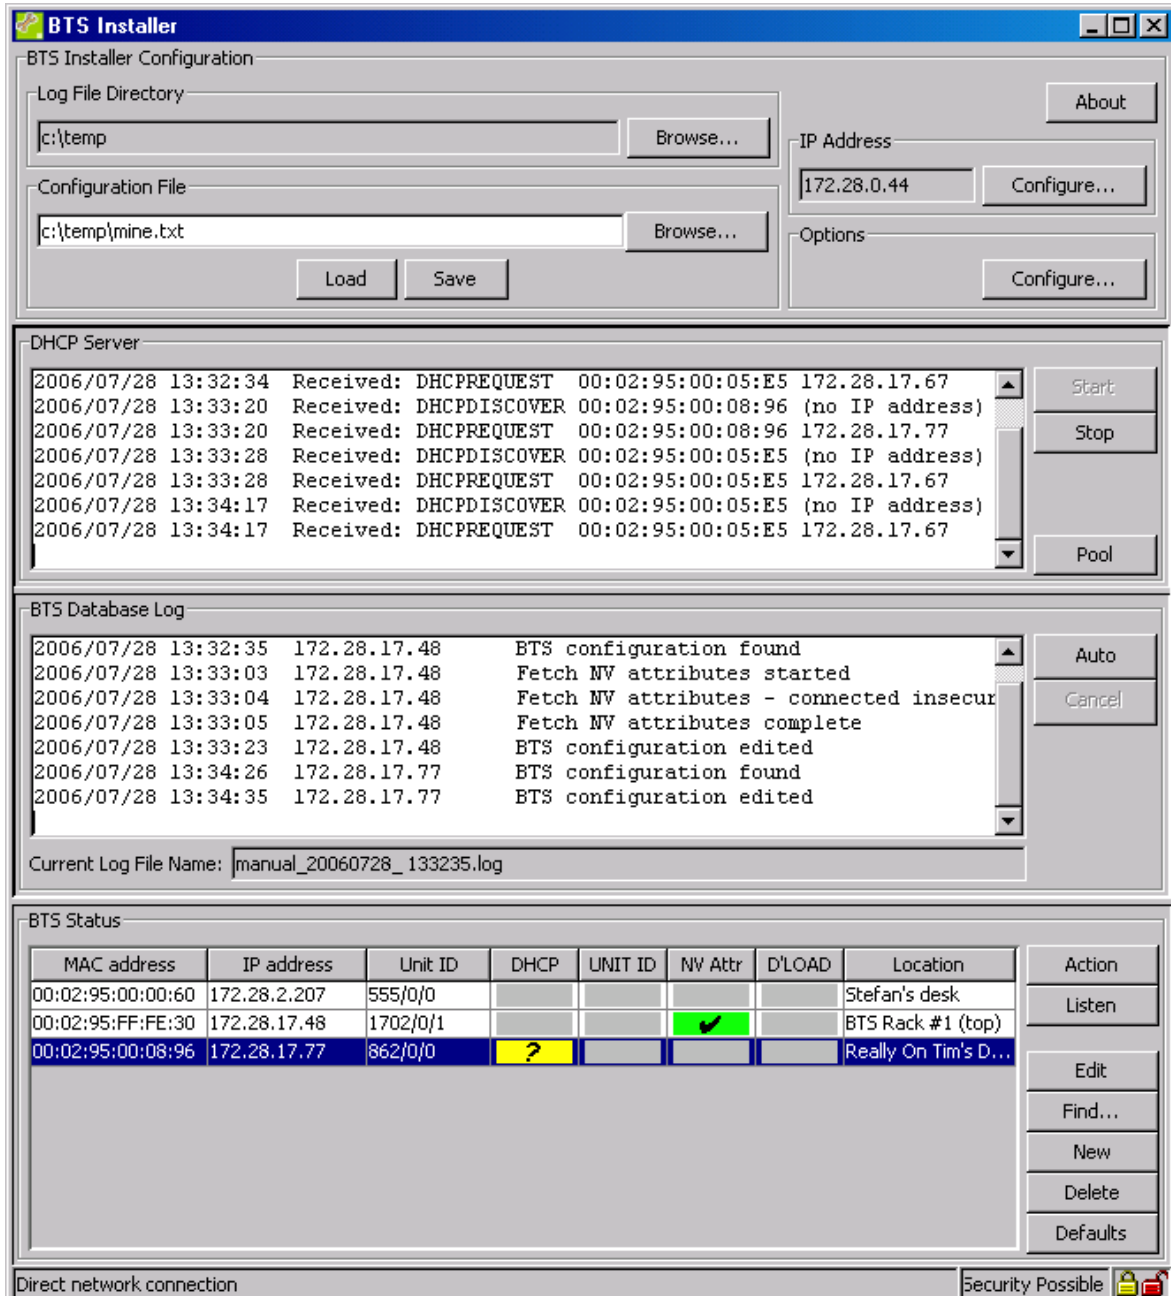 BTS Installer
BTS Installer Configuration
Log File Directory
About
c:\temp
Browse...
IP Address
Configuration File
172.28.0.44
Configure...
c:\temp\mine.txt
Browse...
Options
Load
Save
Configure...
DHCP Server
2006/07/28 13:32:34 Received: DHCPREQUEST 00:02:95:00:05:E5 172.28.17.67
2006/07/28 13:33:20 Received: DHCPDISCOVER 00:02:95:00:08:96 (no IP address)
2006/07/28 13:33:20 Received: DHCPREQUEST 00:02:95:00:08:96 172.28.17.77
2006/07/28 13:33:28 Received: DHCPDISCOVER 00:02:95:00:05:E5 (no IP address)
2006/07/28 13:33:28 Received: DHCPREQUEST 00:02:95:00:05:E5 172.28.17.67
2006/07/28 13:34:17 Received: DHCPDISCOVER 00:02:95:00:05:E5 (no IP address)
2006/07/28 13:34:17 Received: DHCPREQUEST 00:02:95:00:05:E5 172.28.17.67
Start
Stop
Pool
BTS Database Log
2006/07/28 13:32:35 172.28.17.48 BTS configuration found
2006/07/28 13:33:03 172.28.17.48 Fetch NV attributes started
2006/07/28 13:33:04 172.28.17.48 Fetch NV attributes - connected insecur
2006/07/28 13:33:05 172.28.17.48 Fetch NV attributes complete
2006/07/28 13:33:23 172.28.17.48 BTS configuration edited
2006/07/28 13:34:26 172.28.17.77 BTS configuration found
2006/07/28 13:34:35 172.28.17.77 BTS configuration edited
Auto
Cancel
Current Log File Name: manual_20060728_ 133235.log
BTS Status
MAC address IP address Unit ID DHCP UNIT ID NV Attr D'LOAD Location
00:02:95:00:00:60 172.28.2.207 555/0/0 Stefan's desk
00:02:95:FF:FE:30 172.28.17.48 1702/0/1 ✔ BTS Rack #1 (top)
00:02:95:00:08:96 172.28.17.77 862/0/0 ? Really On Tim's D...
Action
Listen
Edit
Find...
New
Delete
Defaults
Direct network connection
Security Possible